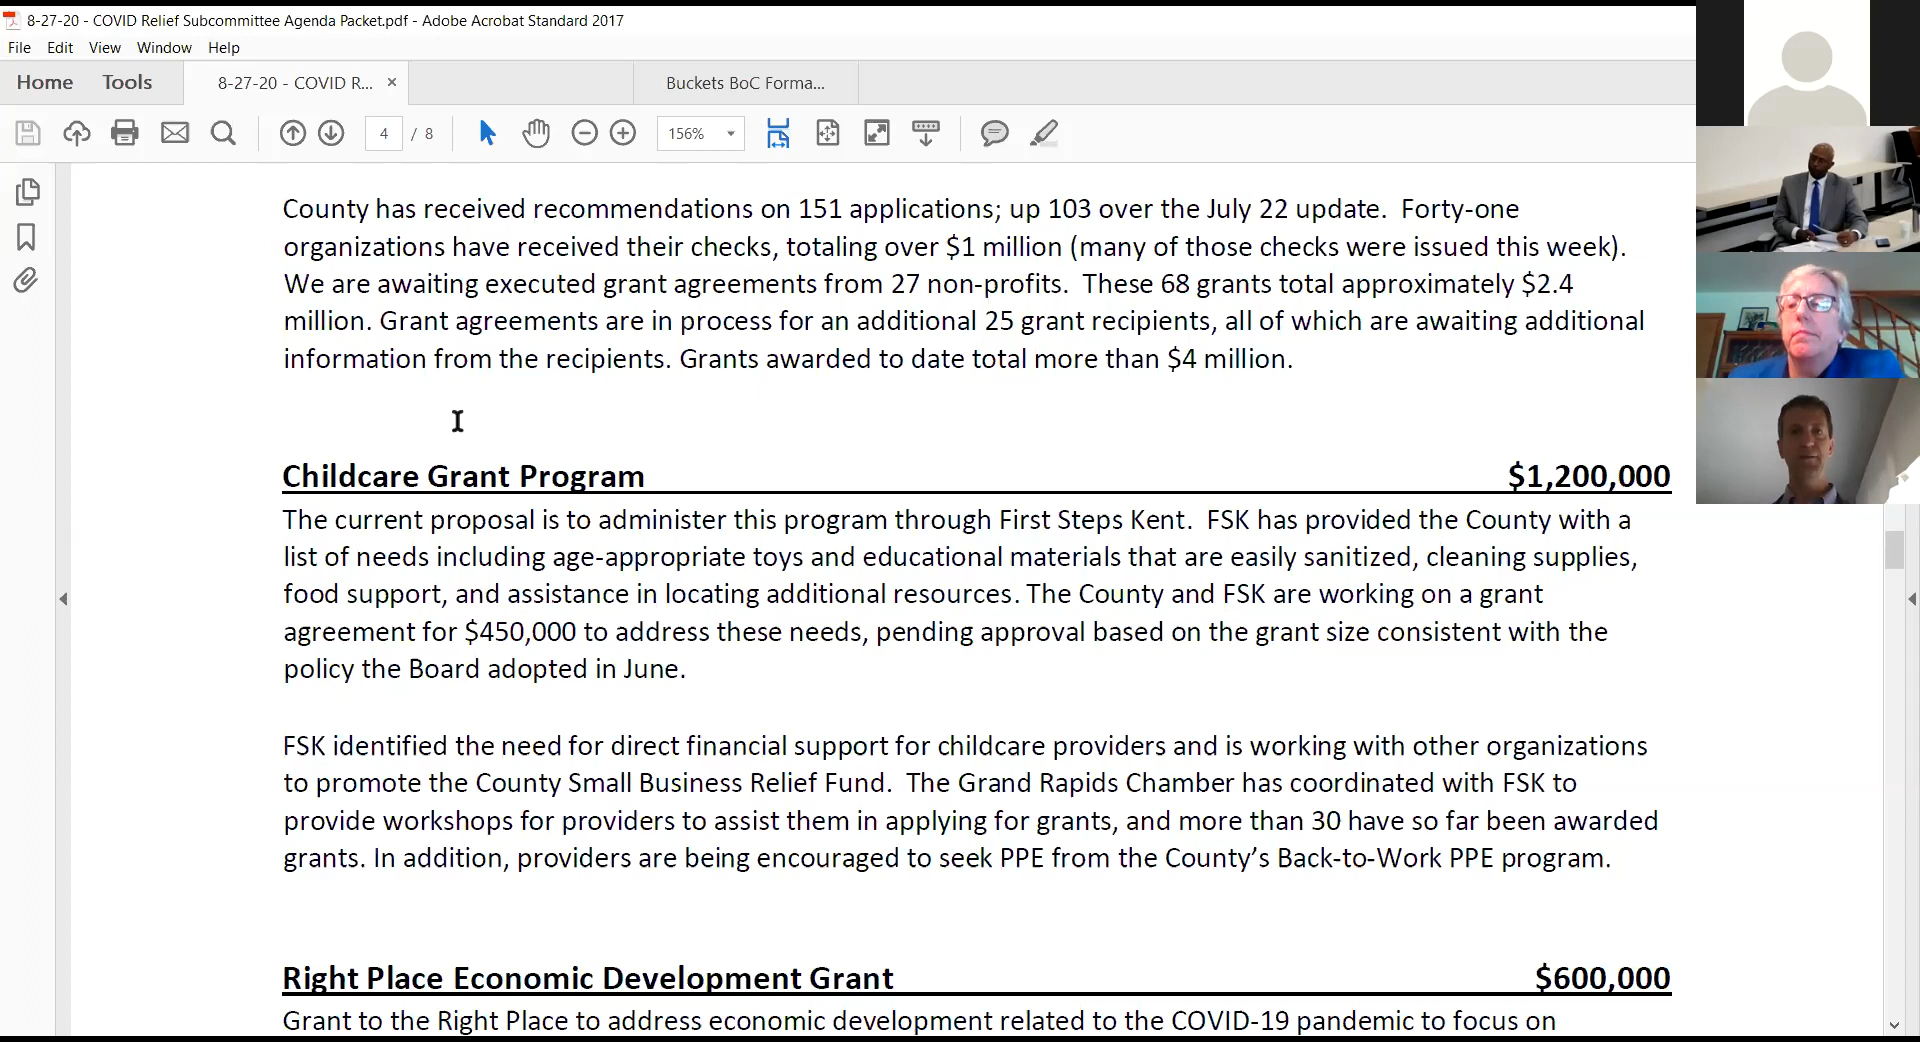 8-27-20 - COVID Relief Subcommittee Agenda Packet.pdf - Adobe Acrobat Standard 2017
File Edit View Window Help
Home Tools 8-27-20 - COVID R... × Buckets BoC Forma...
4 / 8 156%
County has received recommendations on 151 applications; up 103 over the July 22 update. Forty-one
organizations have received their checks, totaling over $1 million (many of those checks were issued this week).
We are awaiting executed grant agreements from 27 non-profits. These 68 grants total approximately $2.4
million. Grant agreements are in process for an additional 25 grant recipients, all of which are awaiting additional
information from the recipients. Grants awarded to date total more than $4 million.
Childcare Grant Program $1,200,000
The current proposal is to administer this program through First Steps Kent. FSK has provided the County with a
list of needs including age-appropriate toys and educational materials that are easily sanitized, cleaning supplies,
food support, and assistance in locating additional resources. The County and FSK are working on a grant
agreement for $450,000 to address these needs, pending approval based on the grant size consistent with the
policy the Board adopted in June.
FSK identified the need for direct financial support for childcare providers and is working with other organizations
to promote the County Small Business Relief Fund. The Grand Rapids Chamber has coordinated with FSK to
provide workshops for providers to assist them in applying for grants, and more than 30 have so far been awarded
grants. In addition, providers are being encouraged to seek PPE from the County’s Back-to-Work PPE program.
Right Place Economic Development Grant $600,000
Grant to the Right Place to address economic development related to the COVID-19 pandemic to focus on